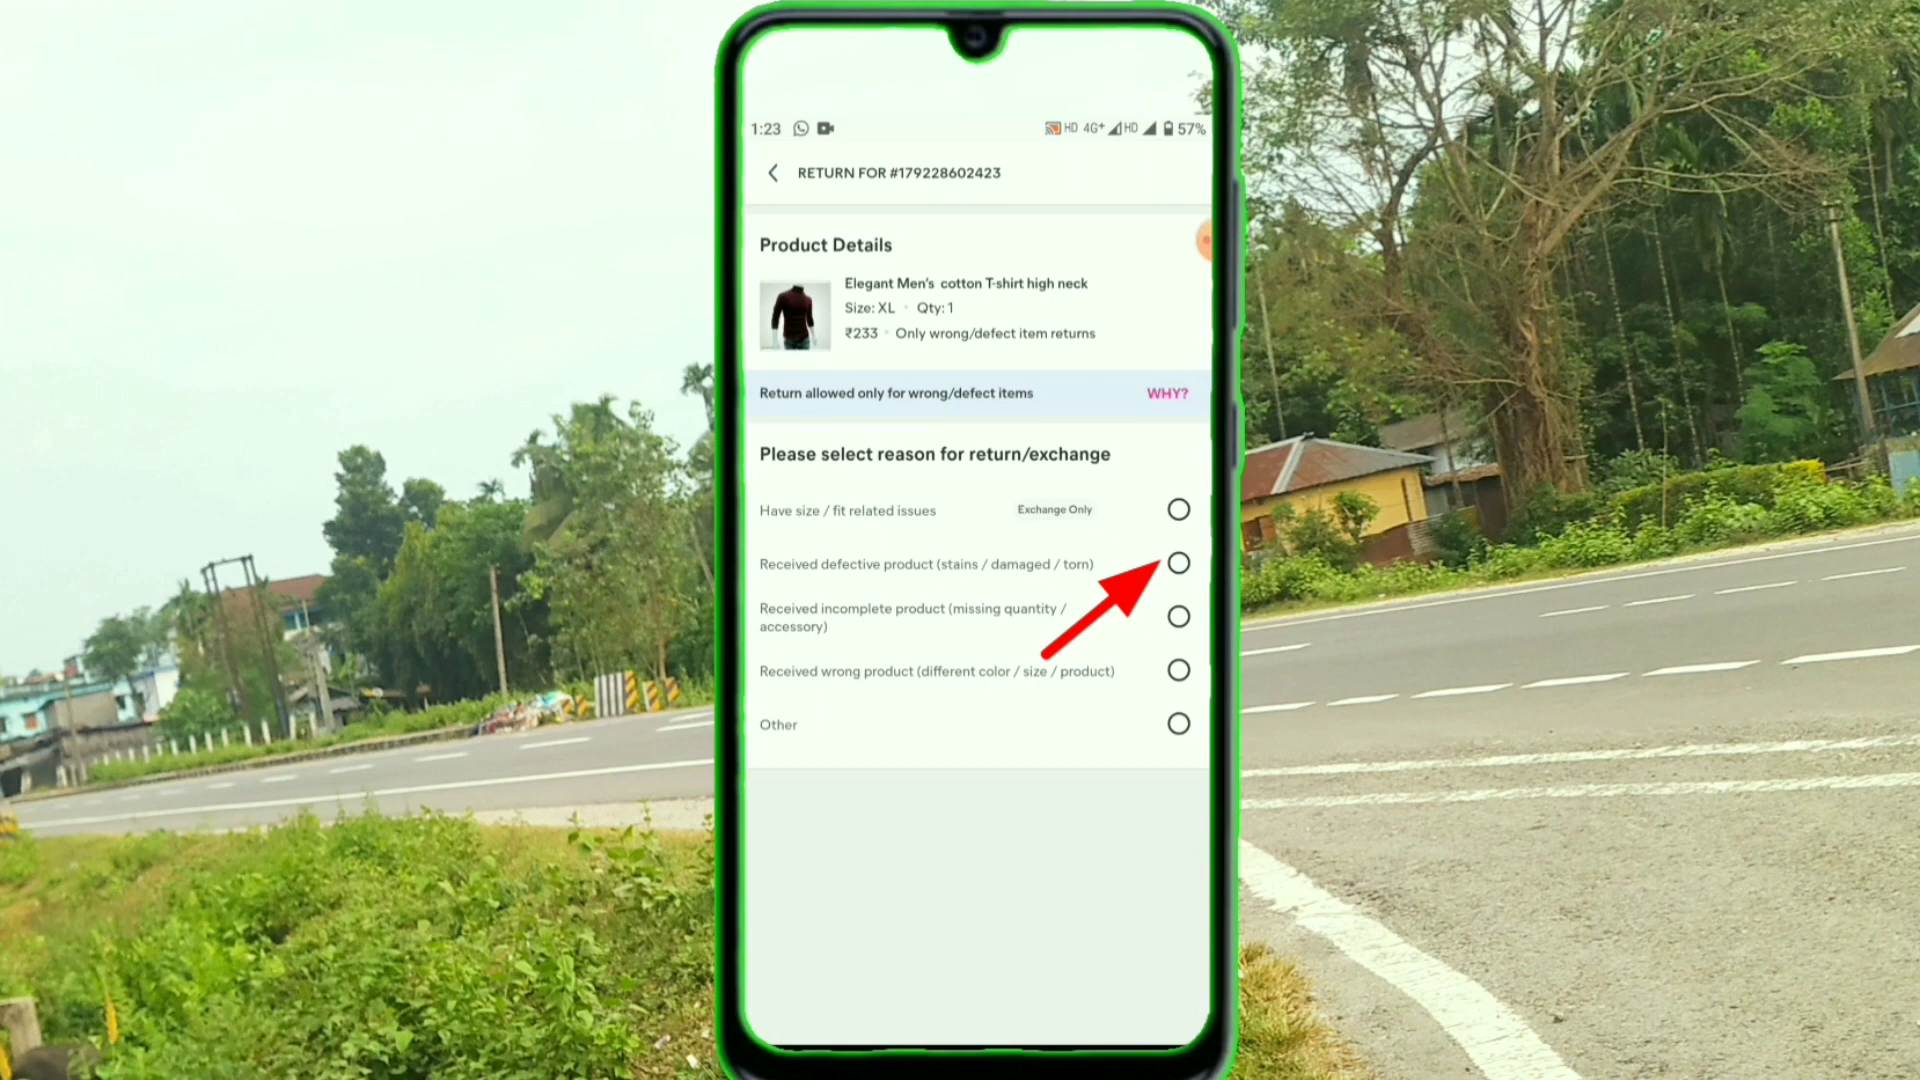 1:23 HD 4G+ HD 57%
RETURN FOR #179228602423
Product Details
Elegant Men's cotton T-shirt high neck
Size: XL • Qty: 1
₹233 • Only wrong/defect item returns
Return allowed only for wrong/defect items WHY?
Please select reason for return/exchange
Have size / fit related issues Exchange Only
Received defective product (stains / damaged / torn)
Received incomplete product (missing quantity /
accessory)
Received wrong product (different color / size / product)
Other